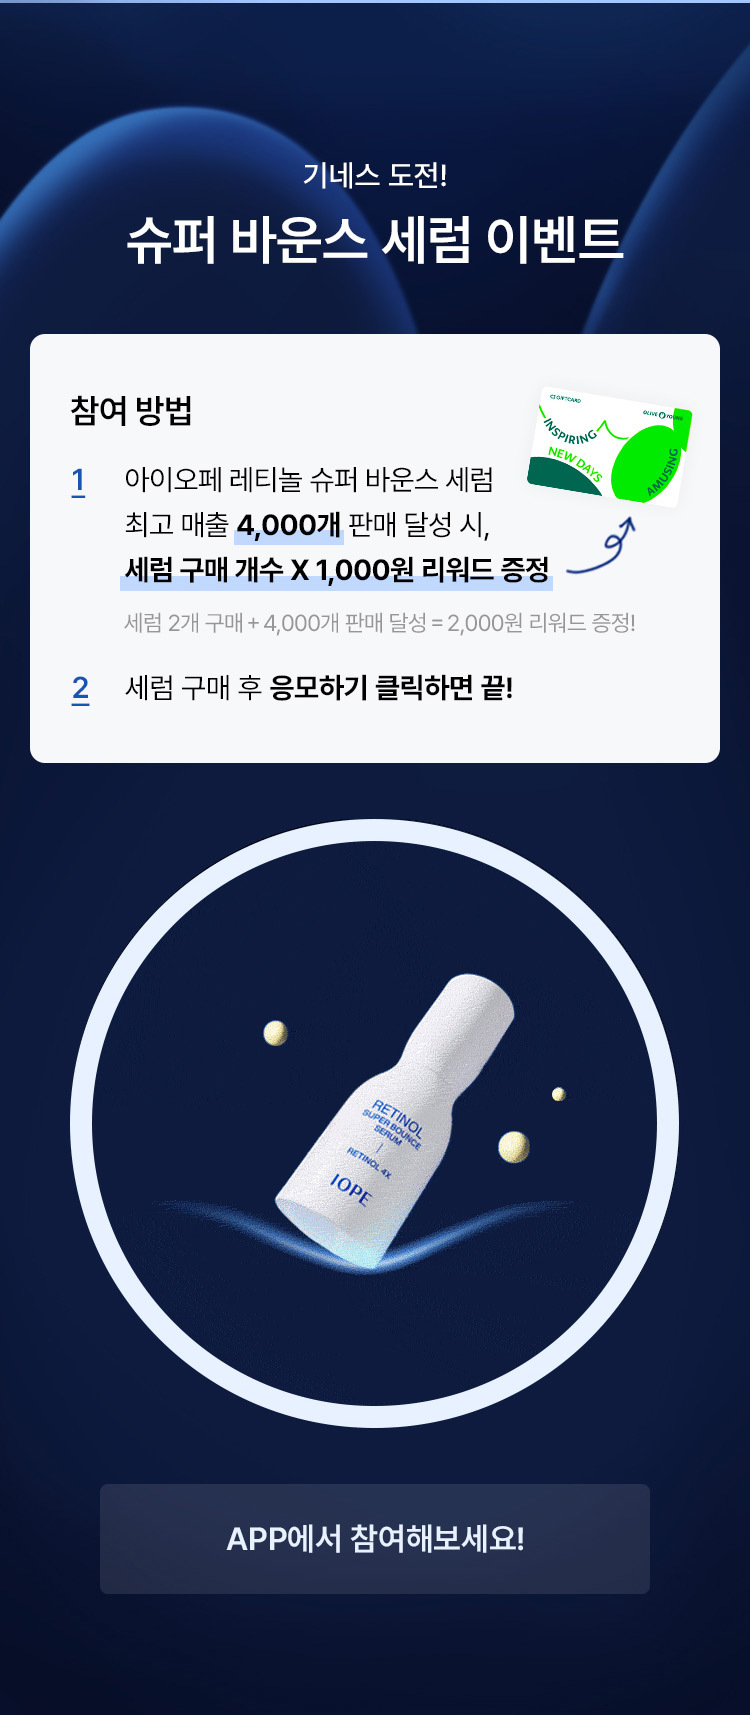 기네스 도전!
슈퍼 바운스 세럼 이벤트
참여 방법
CJ GIFTCARD
OLIVE YOUNG
INSPIRING
NEW DAYS
AMUSING
1 아이오페 레티놀 슈퍼 바운스 세럼
최고 매출 4,000개 판매 달성 시,
세럼 구매 개수 X 1,000원 리워드 증정
세럼 2개 구매 + 4,000개 판매 달성 = 2,000원 리워드 증정!
2 세럼 구매 후 응모하기 클릭하면 끝!
RETINOL
SUPER BOUNCE
SERUM
RETINOL 4X
IOPE
APP에서 참여해보세요!